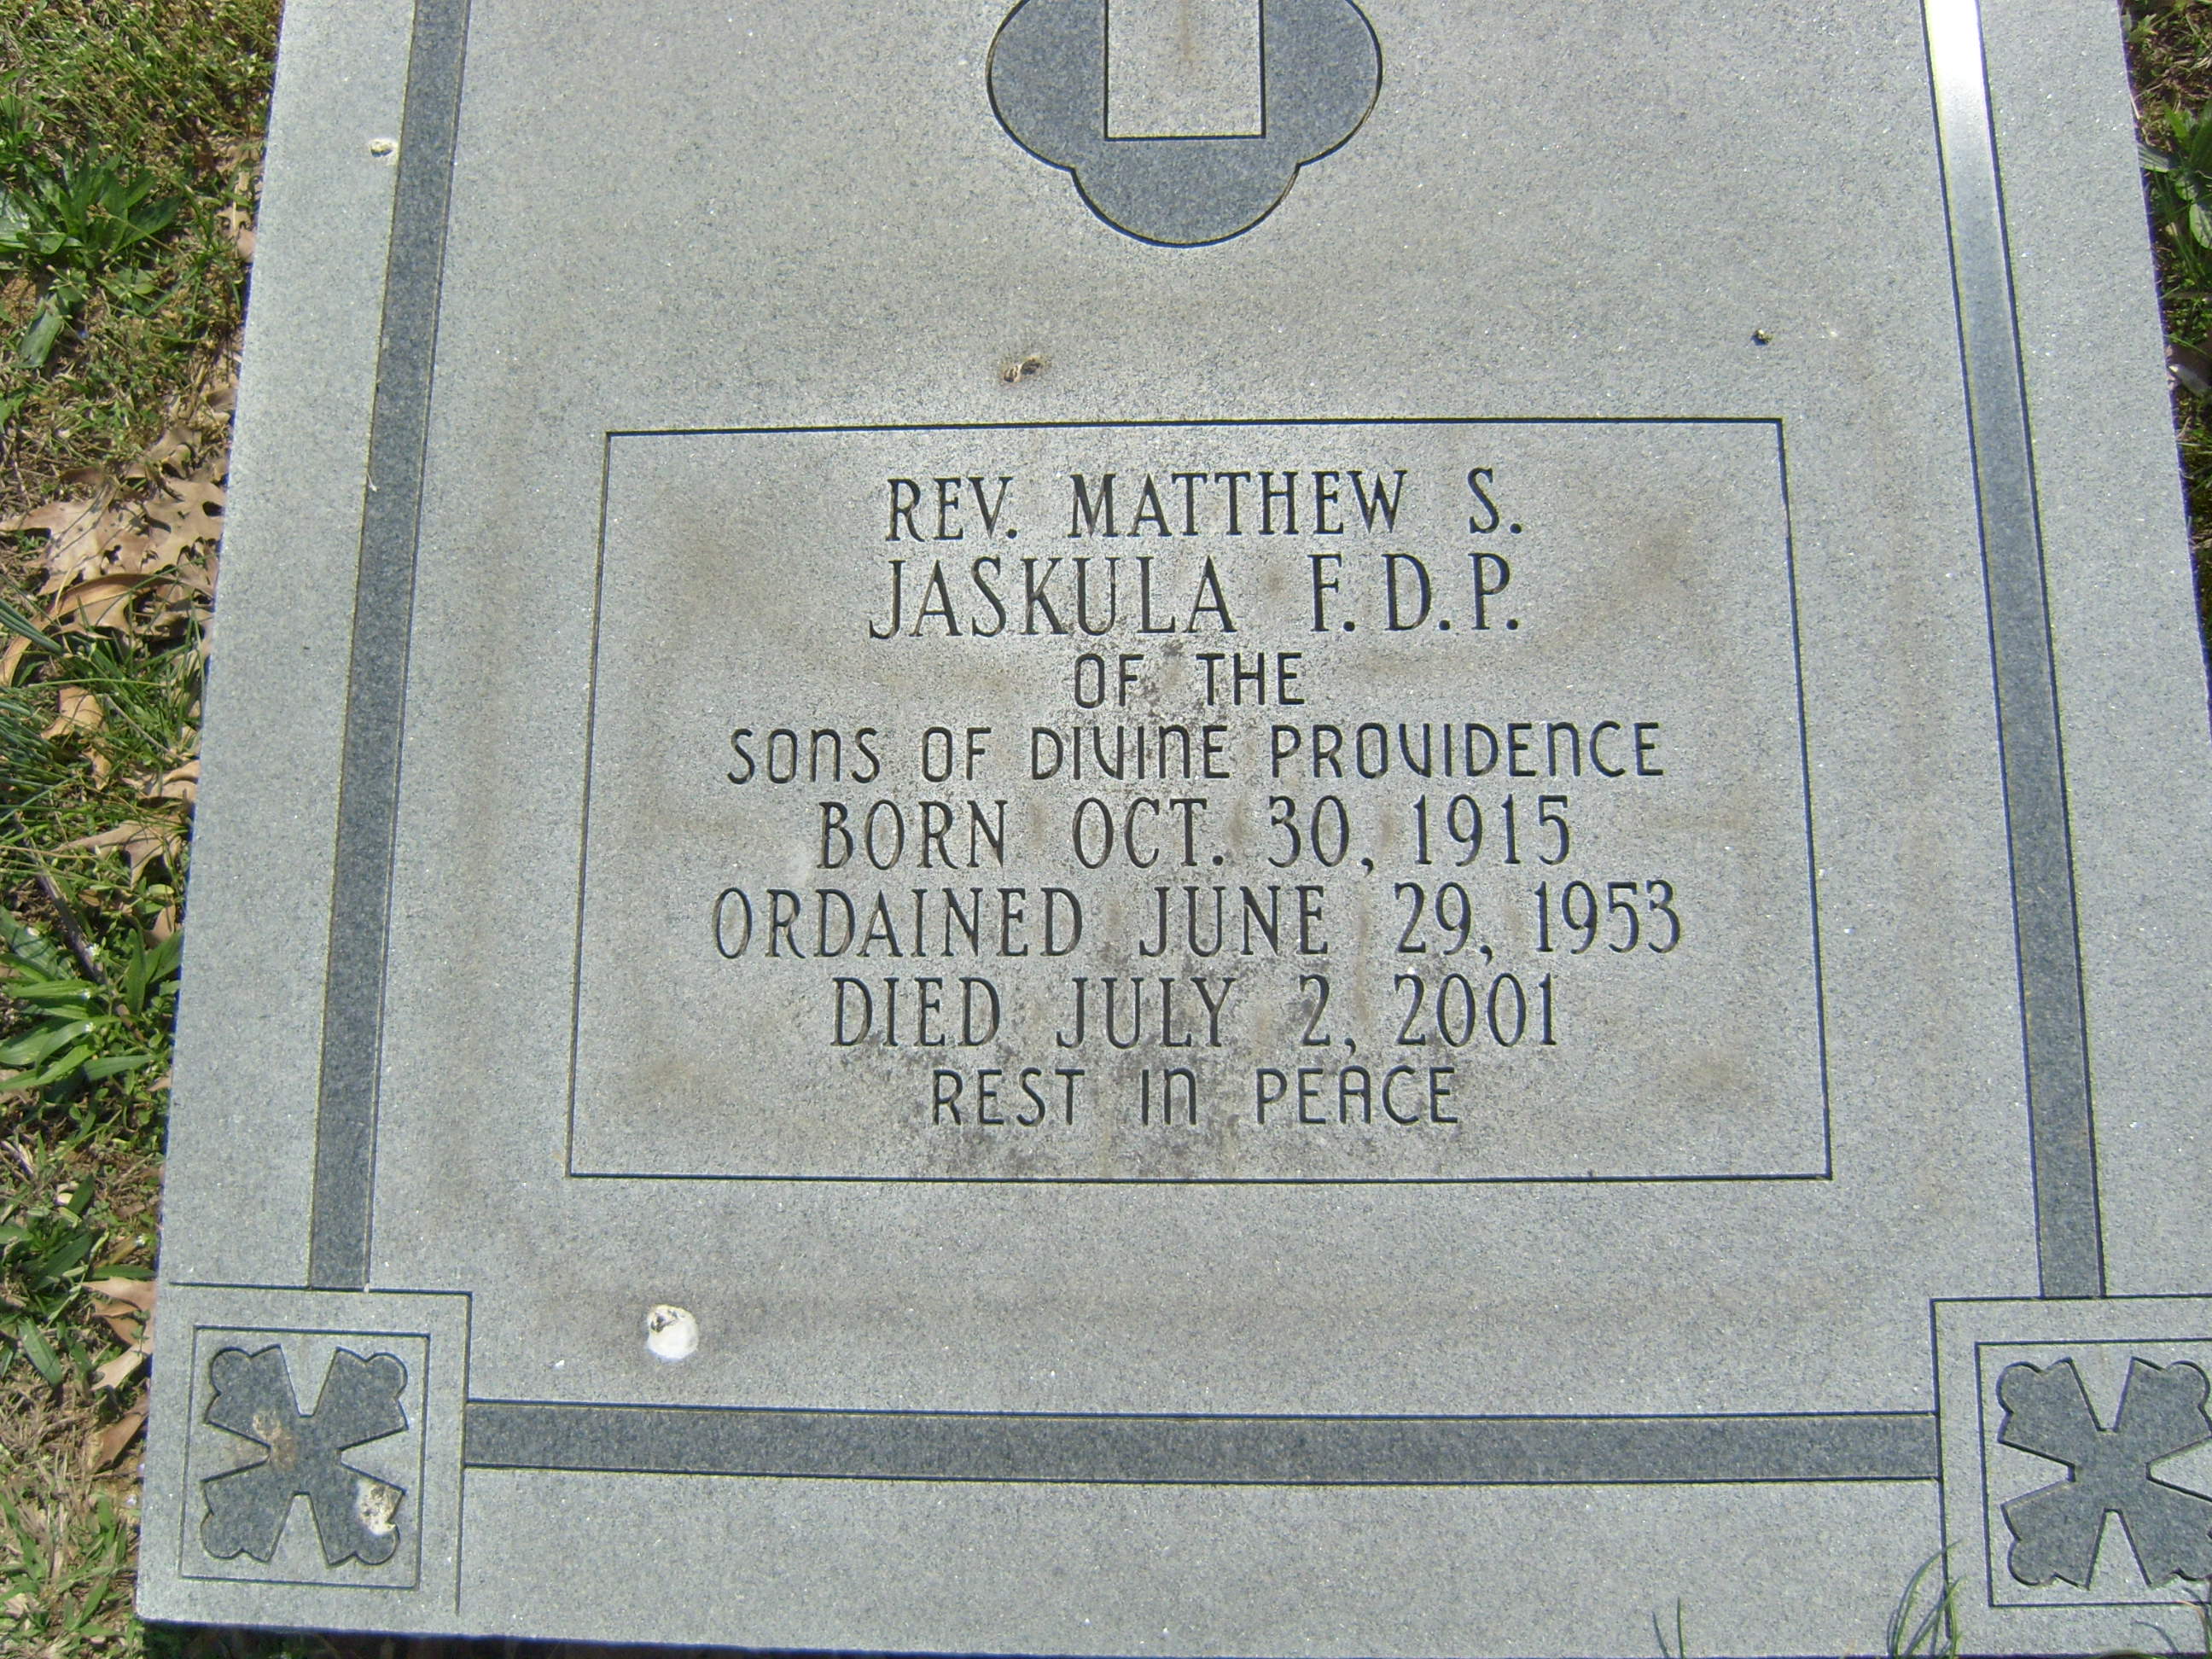 REV. MATTHEW S.
JASKULA F.D.P.
OF THE
SONS OF DIVINE PROVIDENCE
BORN OCT. 30, 1915
ORDAINED JUNE 29, 1953
DIED JULY 2, 2001
REST IN PEACE